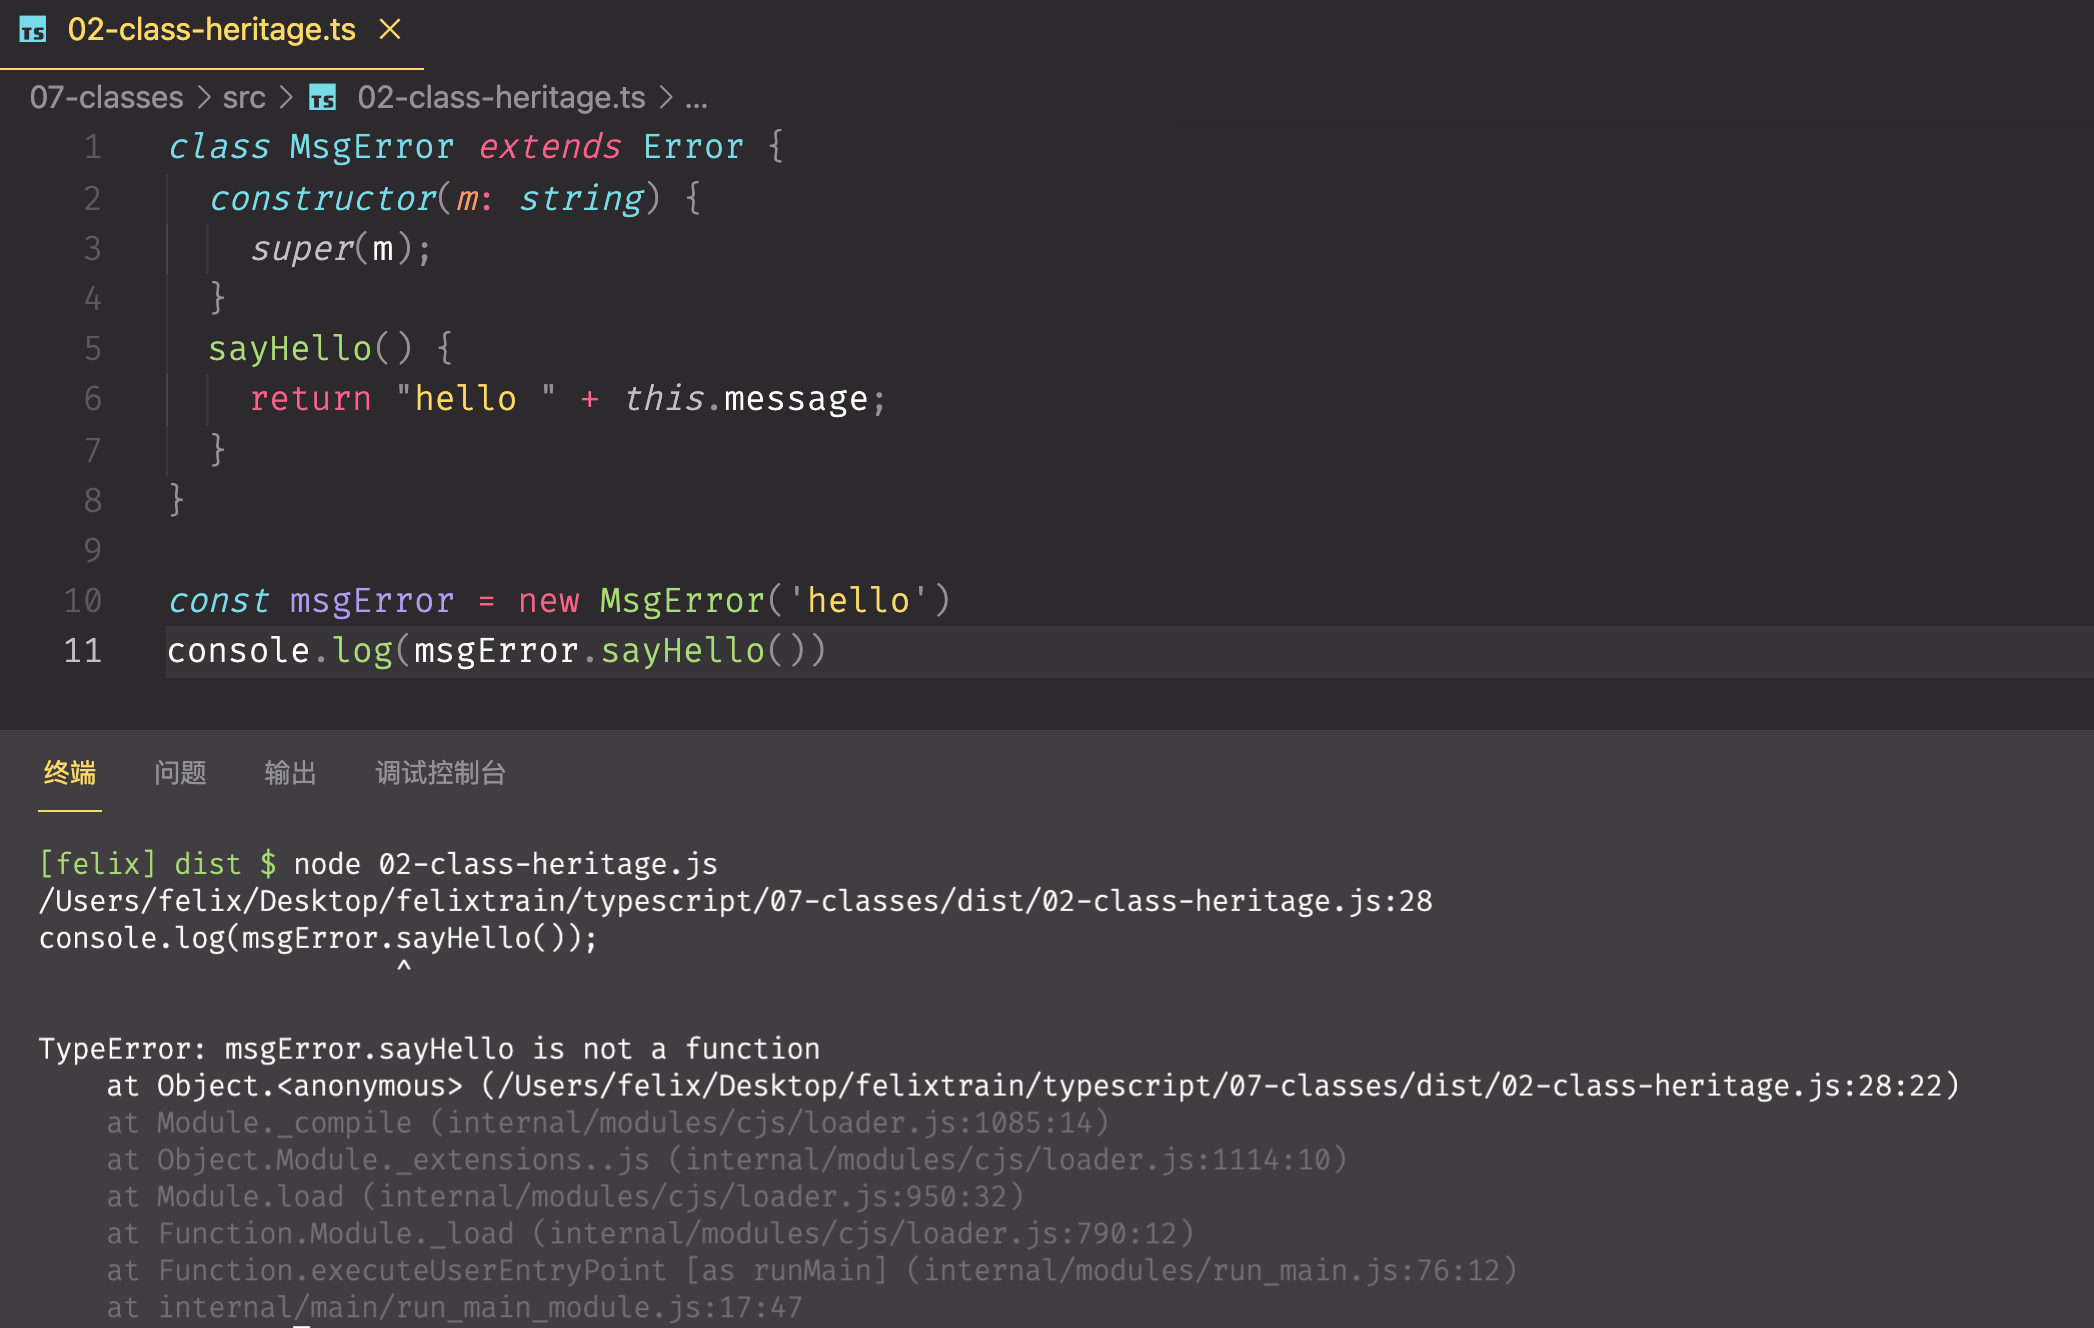 TS 02-class-heritage.ts ×
07-classes > src > TS 02-class-heritage.ts > ...
1 class MsgError extends Error {
2 constructor(m: string) {
3 super(m);
4 }
5 sayHello() {
6 return "hello " + this.message;
7 }
8 }
9
10 const msgError = new MsgError('hello')
11 console.log(msgError.sayHello())
终端 问题 输出 调试控制台
[felix] dist $ node 02-class-heritage.js
/Users/felix/Desktop/felixtrain/typescript/07-classes/dist/02-class-heritage.js:28
console.log(msgError.sayHello());
^
TypeError: msgError.sayHello is not a function
at Object.<anonymous> (/Users/felix/Desktop/felixtrain/typescript/07-classes/dist/02-class-heritage.js:28:22)
at Module._compile (internal/modules/cjs/loader.js:1085:14)
at Object.Module._extensions..js (internal/modules/cjs/loader.js:1114:10)
at Module.load (internal/modules/cjs/loader.js:950:32)
at Function.Module._load (internal/modules/cjs/loader.js:790:12)
at Function.executeUserEntryPoint [as runMain] (internal/modules/run_main.js:76:12)
at internal/main/run_main_module.js:17:47